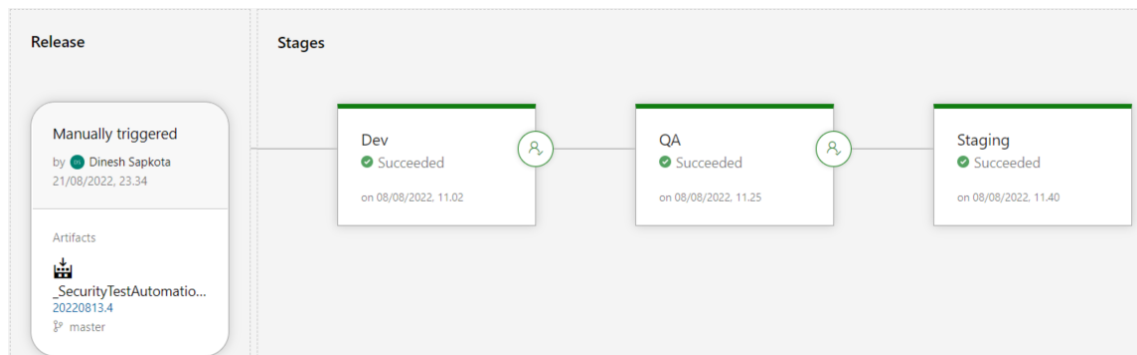 Release
Stages
Manually triggered
by Dinesh Sapkota
21/08/2022, 23.34
Artifacts
_SecurityTestAutomatio...
20220813.4
master
Dev
Succeeded
on 08/08/2022, 11.02
QA
Succeeded
on 08/08/2022, 11.25
Staging
Succeeded
on 08/08/2022, 11.40